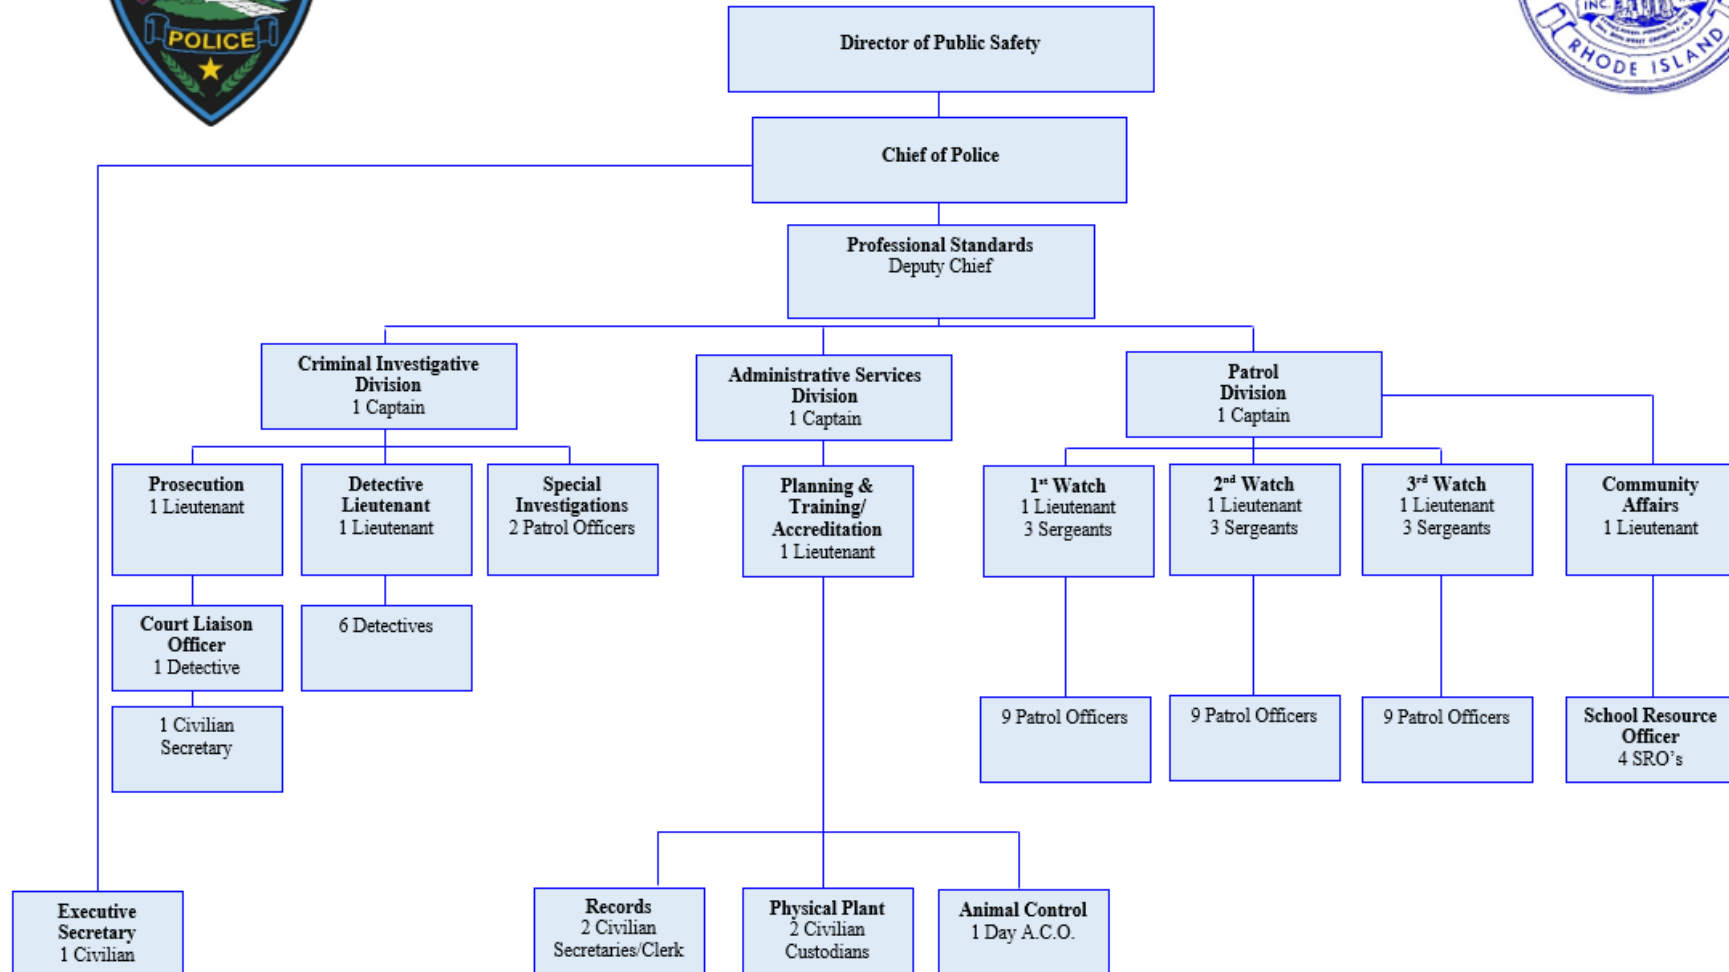 POLICE
INC.
RHODE ISLAND
Director of Public Safety
Chief of Police
Professional Standards
Deputy Chief
Criminal Investigative
Division
1 Captain
Administrative Services
Division
1 Captain
Patrol
Division
1 Captain
Prosecution
1 Lieutenant
Detective
Lieutenant
1 Lieutenant
Special
Investigations
2 Patrol Officers
Planning &
Training/
Accreditation
1 Lieutenant
1st Watch
1 Lieutenant
3 Sergeants
2nd Watch
1 Lieutenant
3 Sergeants
3rd Watch
1 Lieutenant
3 Sergeants
Community
Affairs
1 Lieutenant
Court Liaison
Officer
1 Detective
6 Detectives
1 Civilian
Secretary
9 Patrol Officers
9 Patrol Officers
9 Patrol Officers
School Resource
Officer
4 SRO’s
Executive
Secretary
1 Civilian
Records
2 Civilian
Secretaries/Clerk
Physical Plant
2 Civilian
Custodians
Animal Control
1 Day A.C.O.